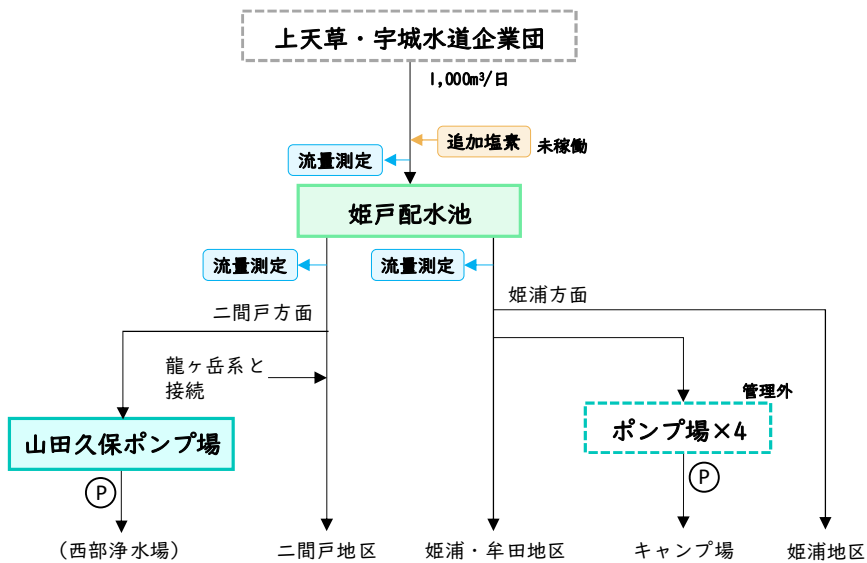 上天草・宇城水道企業団
1,000m³/日
追加塩素
未稼働
流量測定
姫戸配水池
流量測定
流量測定
二間戸方面
姫浦方面
龍ヶ岳系と
接続
管理外
山田久保ポンプ場
ポンプ場×4
P
P
（西部浄水場）
二間戸地区
姫浦・牟田地区
キャンプ場
姫浦地区